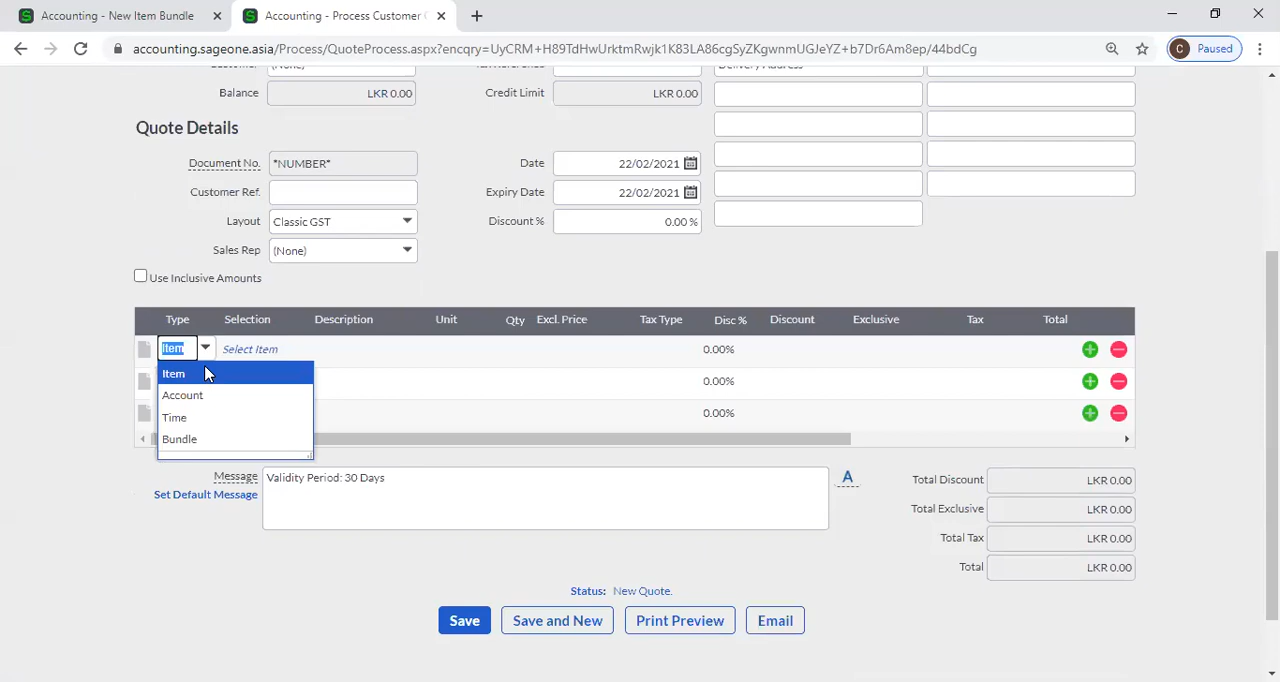 Accounting - New Item Bundle
Accounting - Process Customer
accounting.sageone.asia/Process/QuoteProcess.aspx?encqry=UyCRM+H89TdHwUrktmRwjk1K83LA86cgSyZKgwnmUGJeYZ+b7Dr6Am8ep/44bdCg
C Paused
Customer (None) Tax Reference Delivery Address
Balance LKR 0.00 Credit Limit LKR 0.00
Quote Details
Document No. *NUMBER* Date 22/02/2021
Customer Ref. Expiry Date 22/02/2021
Layout Classic GST Discount % 0.00 %
Sales Rep (None)
Use Inclusive Amounts
Type Selection Description Unit Qty Excl. Price Tax Type Disc % Discount Exclusive Tax Total
Item Select Item 0.00%
Item
0.00%
Account
Time 0.00%
Bundle
Message Validity Period: 30 Days A Total Discount LKR 0.00
Set Default Message
Total Exclusive LKR 0.00
Total Tax LKR 0.00
Total LKR 0.00
Status: New Quote.
Save Save and New Print Preview Email